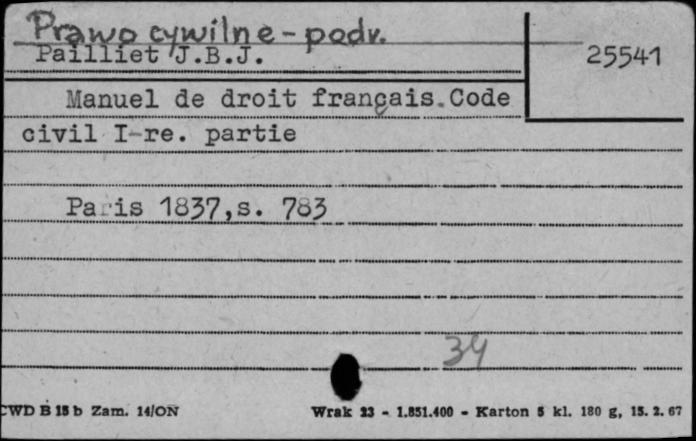 Prawo cywilne - podr.
Pailliet J.B.J.
25541
Manuel de droit français.Code
civil I-re. partie
Paris 1837,s. 783
34
CWD B 15 b Zam. 14/ON
Wrak 23 - 1.851.400 - Karton 5 kl. 180 g, 15. 2. 67